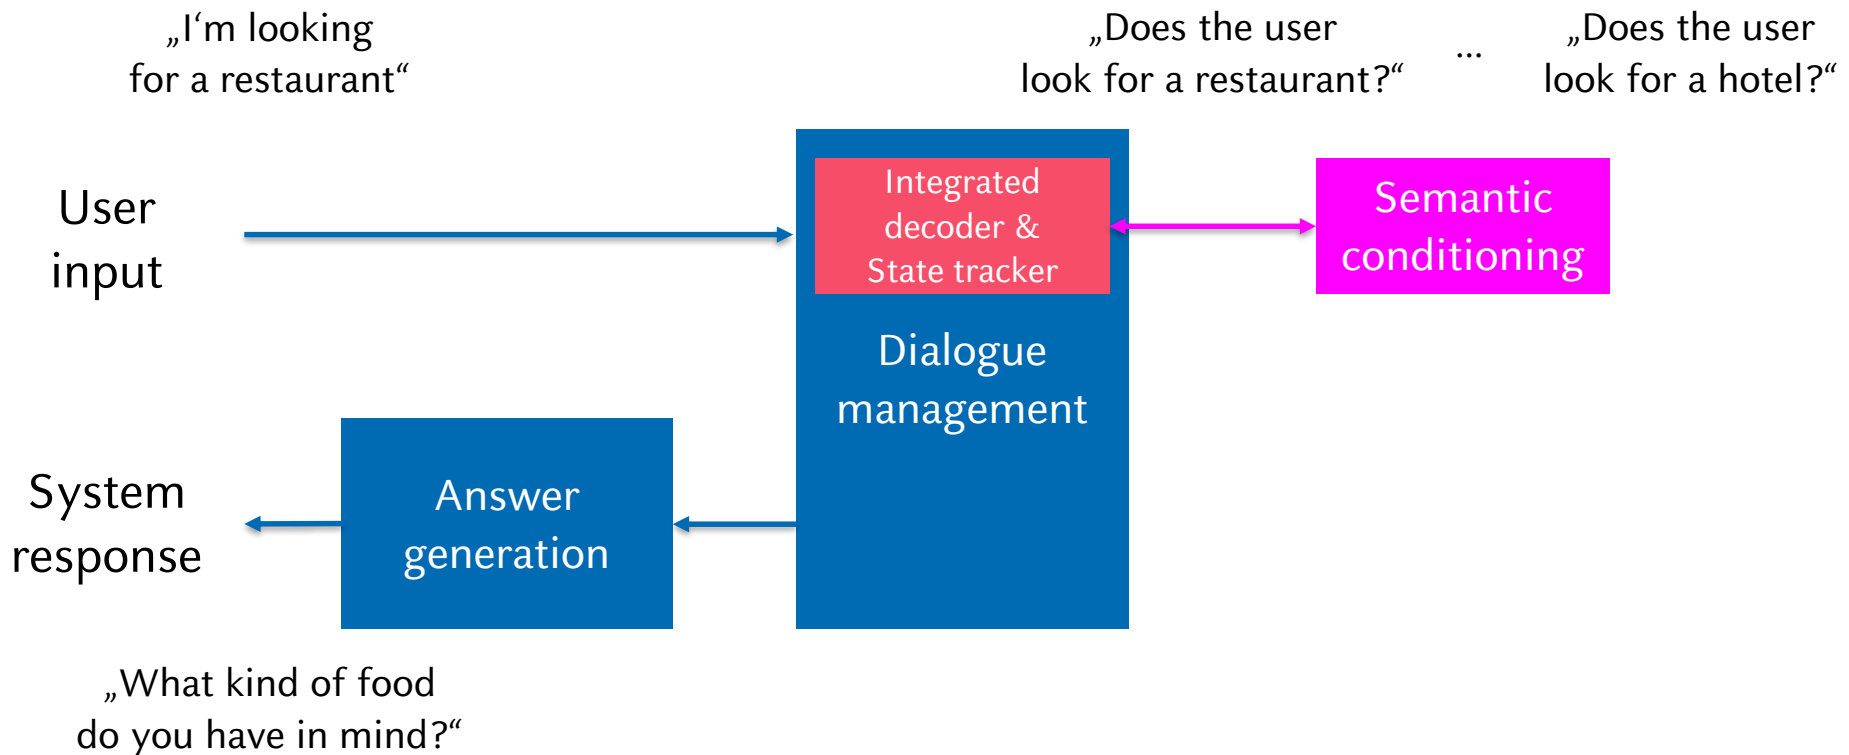 „I‘m looking
for a restaurant“
„Does the user
look for a restaurant?“
...
„Does the user
look for a hotel?“
User
input
Integrated
decoder &
State tracker
Semantic
conditioning
Dialogue
management
System
response
Answer
generation
„What kind of food
do you have in mind?“